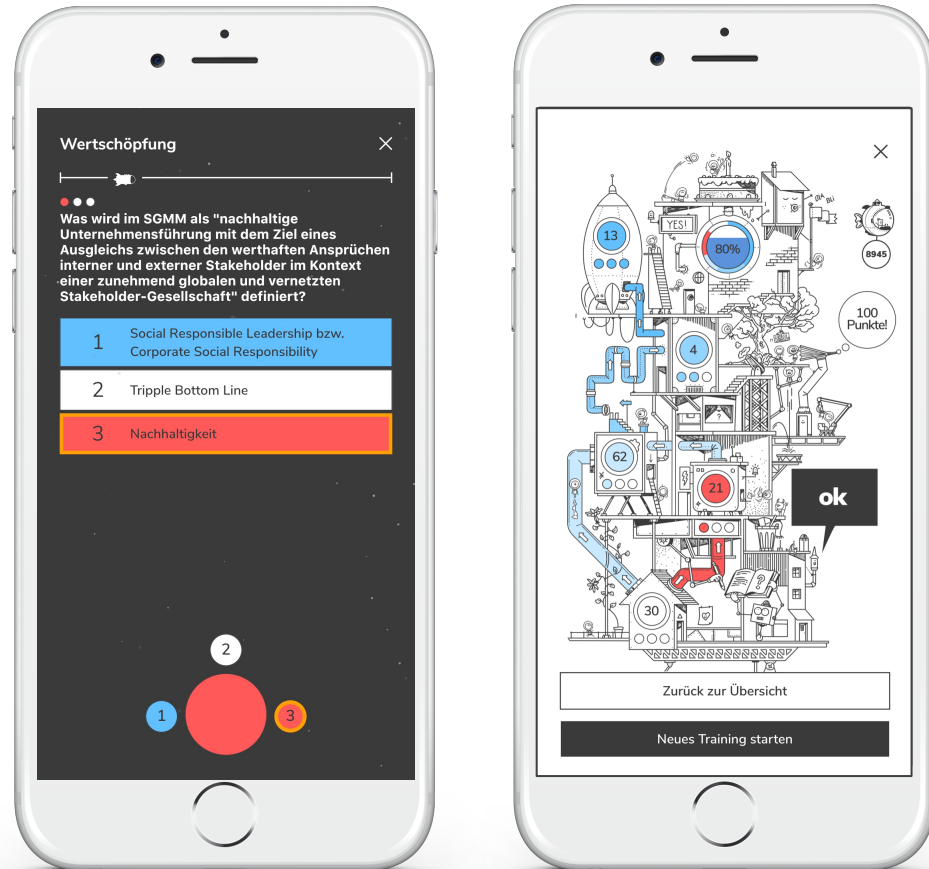 Wertschöpfung
Was wird im SGMM als "nachhaltige
Unternehmensführung mit dem Ziel eines
Ausgleichs zwischen den werthaften Ansprüchen
interner und externer Stakeholder im Kontext
einer zunehmend globalen und vernetzten
Stakeholder-Gesellschaft" definiert?
1
Social Responsible Leadership bzw.
Corporate Social Responsibility
2
Tripple Bottom Line
3
Nachhaltigkeit
2
1
3
13
YES!
80%
BLA
BLI
8945
100
Punkte!
4
?
62
21
ok
?
30
Zurück zur Übersicht
Neues Training starten